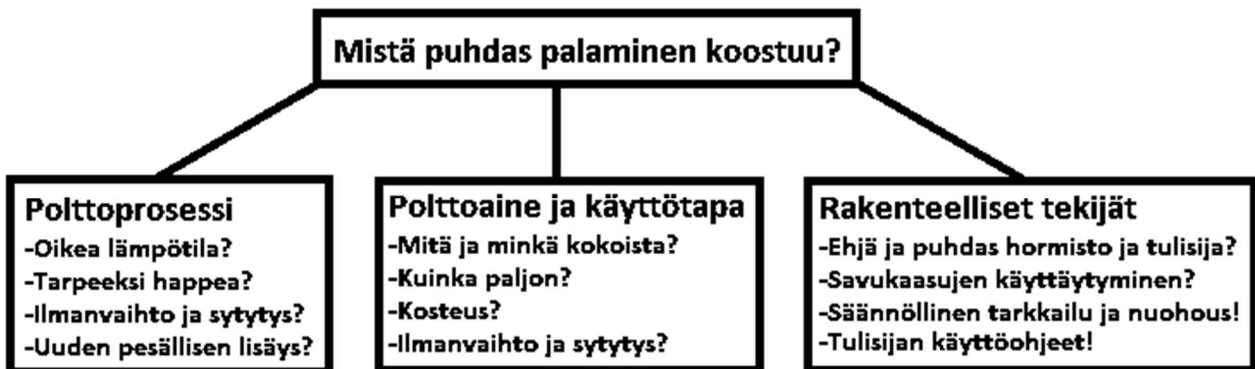 Mistä puhdas palaminen koostuu?
Polttoprosessi
-Oikea lämpötila?
-Tarpeeksi happea?
-Ilmanvaihto ja sytytys?
-Uuden pesällisen lisäys?
Polttoaine ja käyttötapa
-Mitä ja minkä kokoista?
-Kuinka paljon?
-Kosteus?
-Ilmanvaihto ja sytytys?
Rakenteelliset tekijät
-Ehjä ja puhdas hormisto ja tulisija?
-Savukaasujen käyttäytyminen?
-Säännöllinen tarkkailu ja nuohous!
-Tulisijan käyttöohjeet!